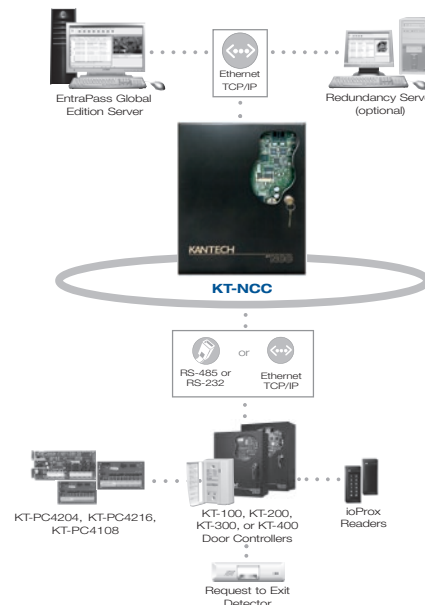 Ethernet
TCP/IP
EntraPass Global
Edition Server
Redundancy Serve
(optional)
KANTECH
KT-NCC
RS-485 or
RS-232
or
Ethernet
TCP/IP
KT-PC4204, KT-PC4216,
KT-PC4108
KT-100, KT-200,
KT-300, or KT-400
Door Controllers
ioProx
Readers
Request to Exit
Detector